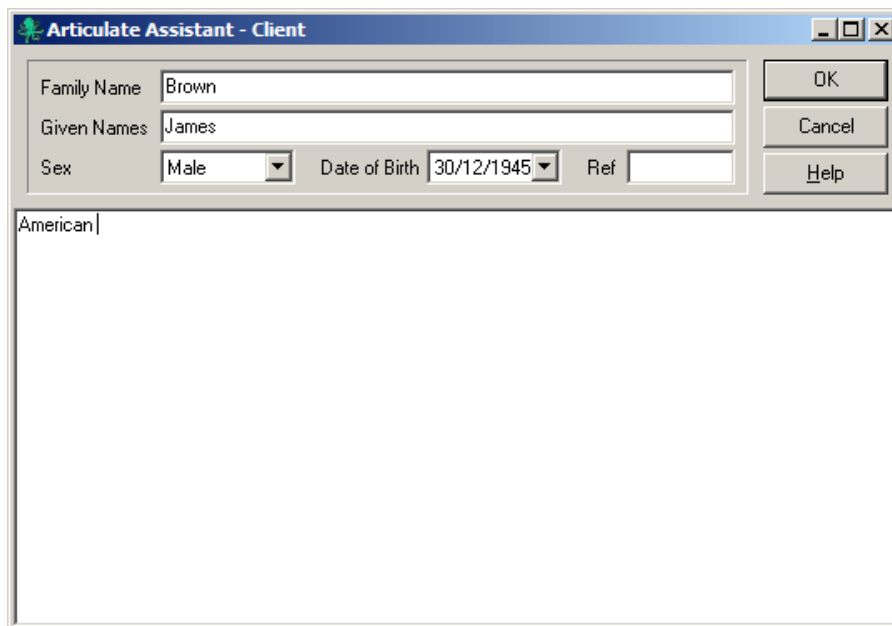 Articulate Assistant - Client
Family Name Brown
OK
Given Names James
Cancel
Sex Male Date of Birth 30/12/1945 Ref
Help
American